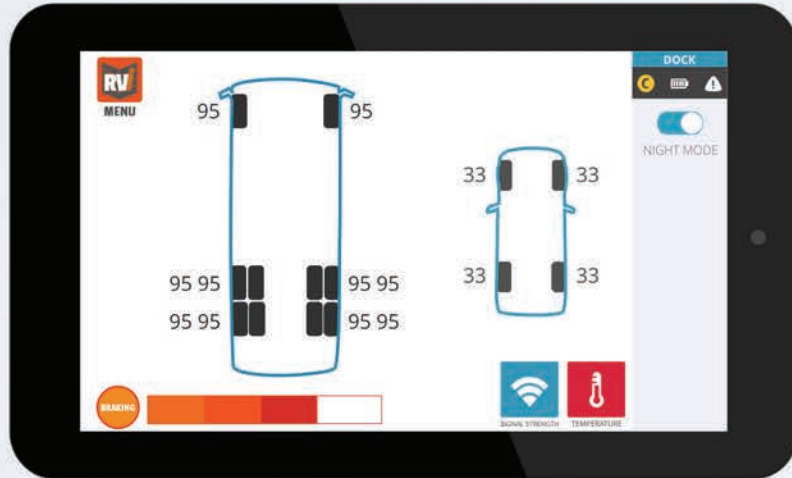 RVi
MENU
95 95
95 95 95 95
95 95 95 95
33 33
33 33
BRAKING
SIGNAL STRENGTH
TEMPERATURE
DOCK
C
NIGHT MODE